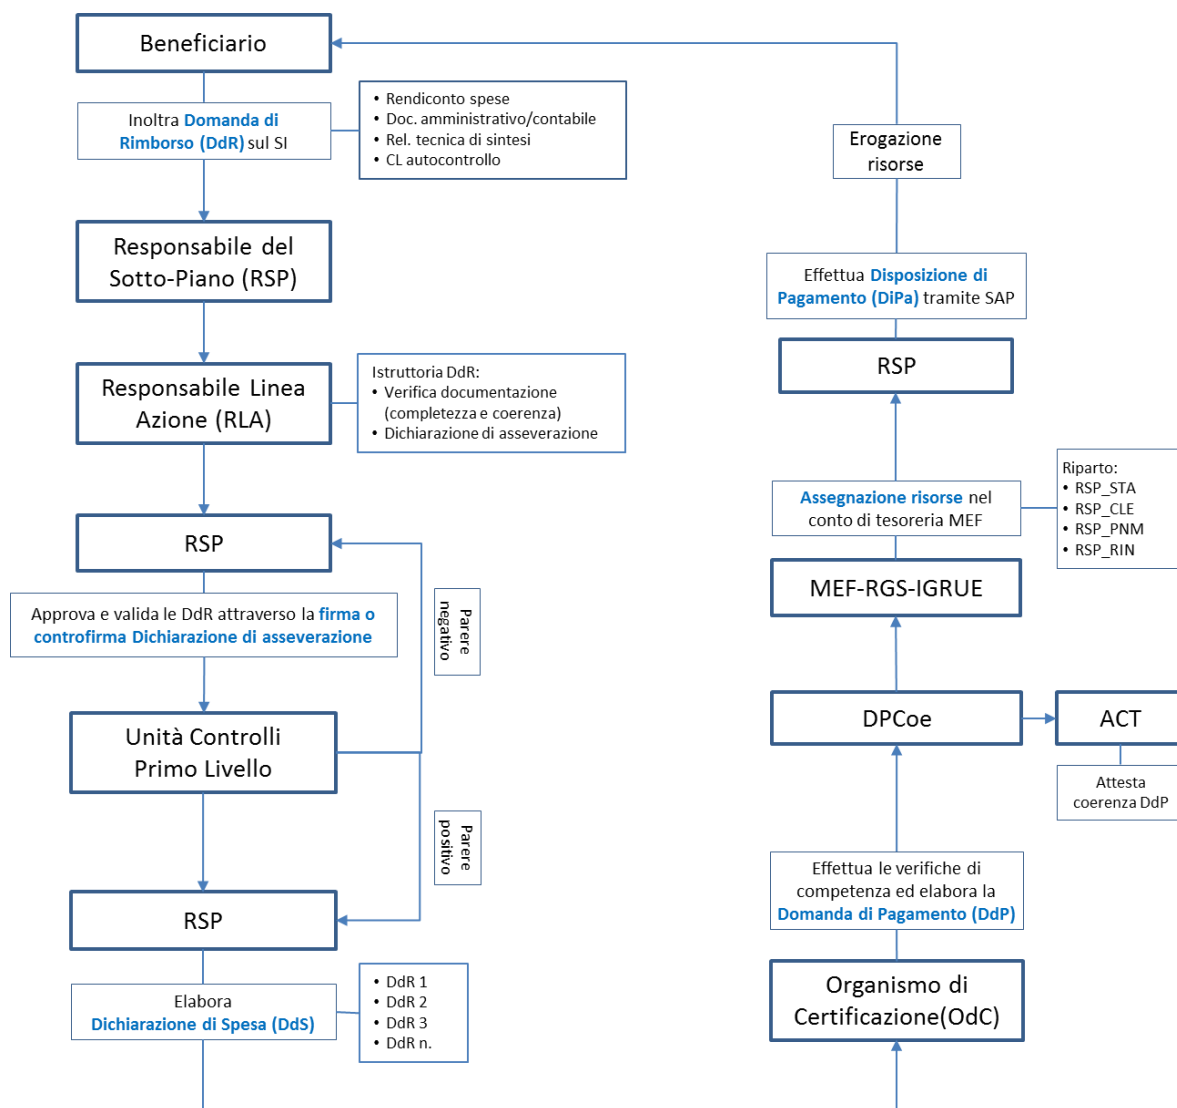 Beneficiario
Inoltra Domanda di
Rimborso (DdR) sul SI
• Rendiconto spese
• Doc. amministrativo/contabile
• Rel. tecnica di sintesi
• CL autocontrollo
Responsabile del
Sotto-Piano (RSP)
Responsabile Linea
Azione (RLA)
Istruttoria DdR:
• Verifica documentazione
(completezza e coerenza)
• Dichiarazione di asseverazione
RSP
Approva e valida le DdR attraverso la firma o
controfirma Dichiarazione di asseverazione
Parere
negativo
Unità Controlli
Primo Livello
Parere
positivo
RSP
Elabora
Dichiarazione di Spesa (DdS)
• DdR 1
• DdR 2
• DdR 3
• DdR n.
Erogazione
risorse
Effettua Disposizione di
Pagamento (DiPa) tramite SAP
RSP
Assegnazione risorse nel
conto di tesoreria MEF
Riparto:
• RSP_STA
• RSP_CLE
• RSP_PNM
• RSP_RIN
MEF-RGS-IGRUE
DPCoe
ACT
Attesta
coerenza DdP
Effettua le verifiche di
competenza ed elabora la
Domanda di Pagamento (DdP)
Organismo di
Certificazione(OdC)